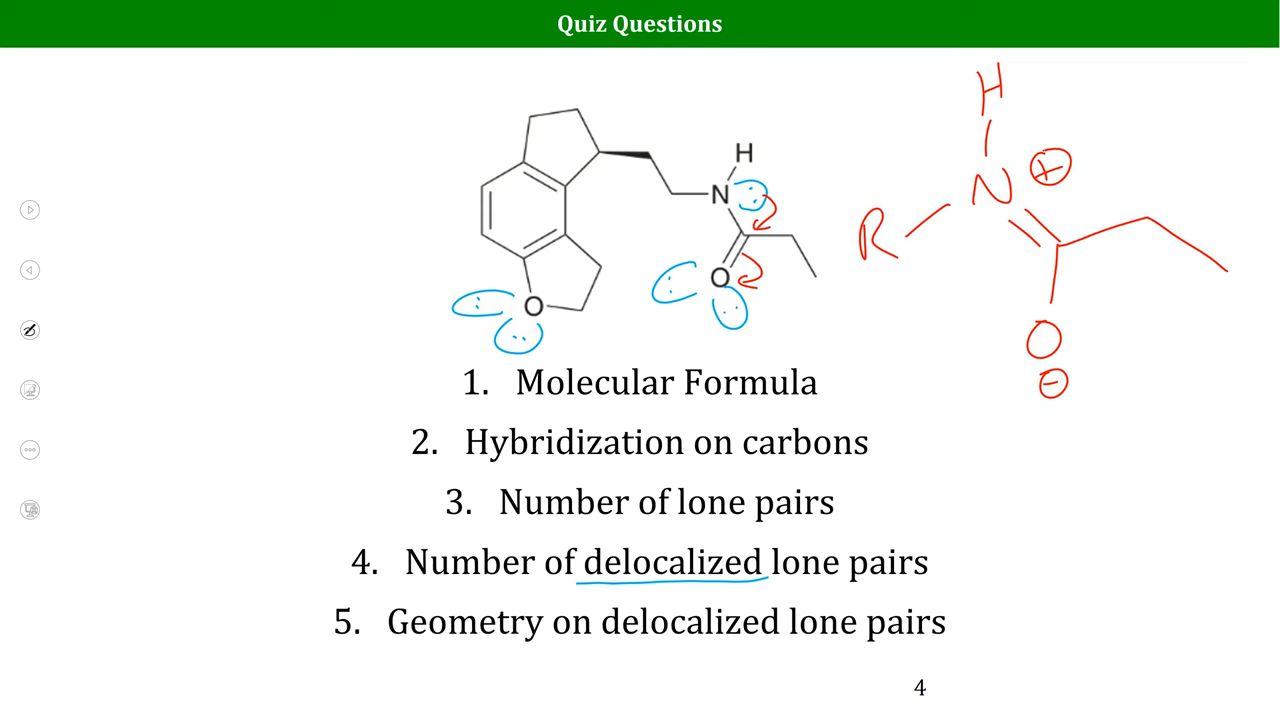 Quiz Questions
H
N
:
O
:
:
O
:
:
H
N
+
R
O
−
1. Molecular Formula
2. Hybridization on carbons
3. Number of lone pairs
4. Number of delocalized lone pairs
5. Geometry on delocalized lone pairs
4